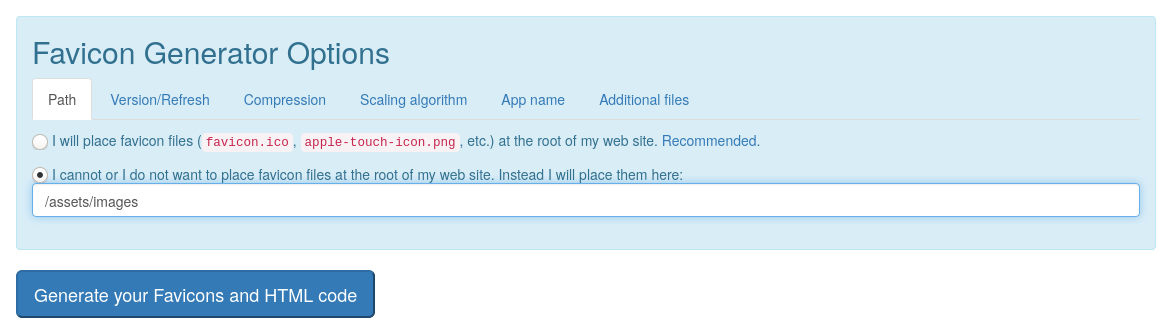 Favicon Generator Options
Path Version/Refresh Compression Scaling algorithm App name Additional files
I will place favicon files (favicon.ico, apple-touch-icon.png, etc.) at the root of my web site. Recommended.
I cannot or I do not want to place favicon files at the root of my web site. Instead I will place them here:
/assets/images
Generate your Favicons and HTML code